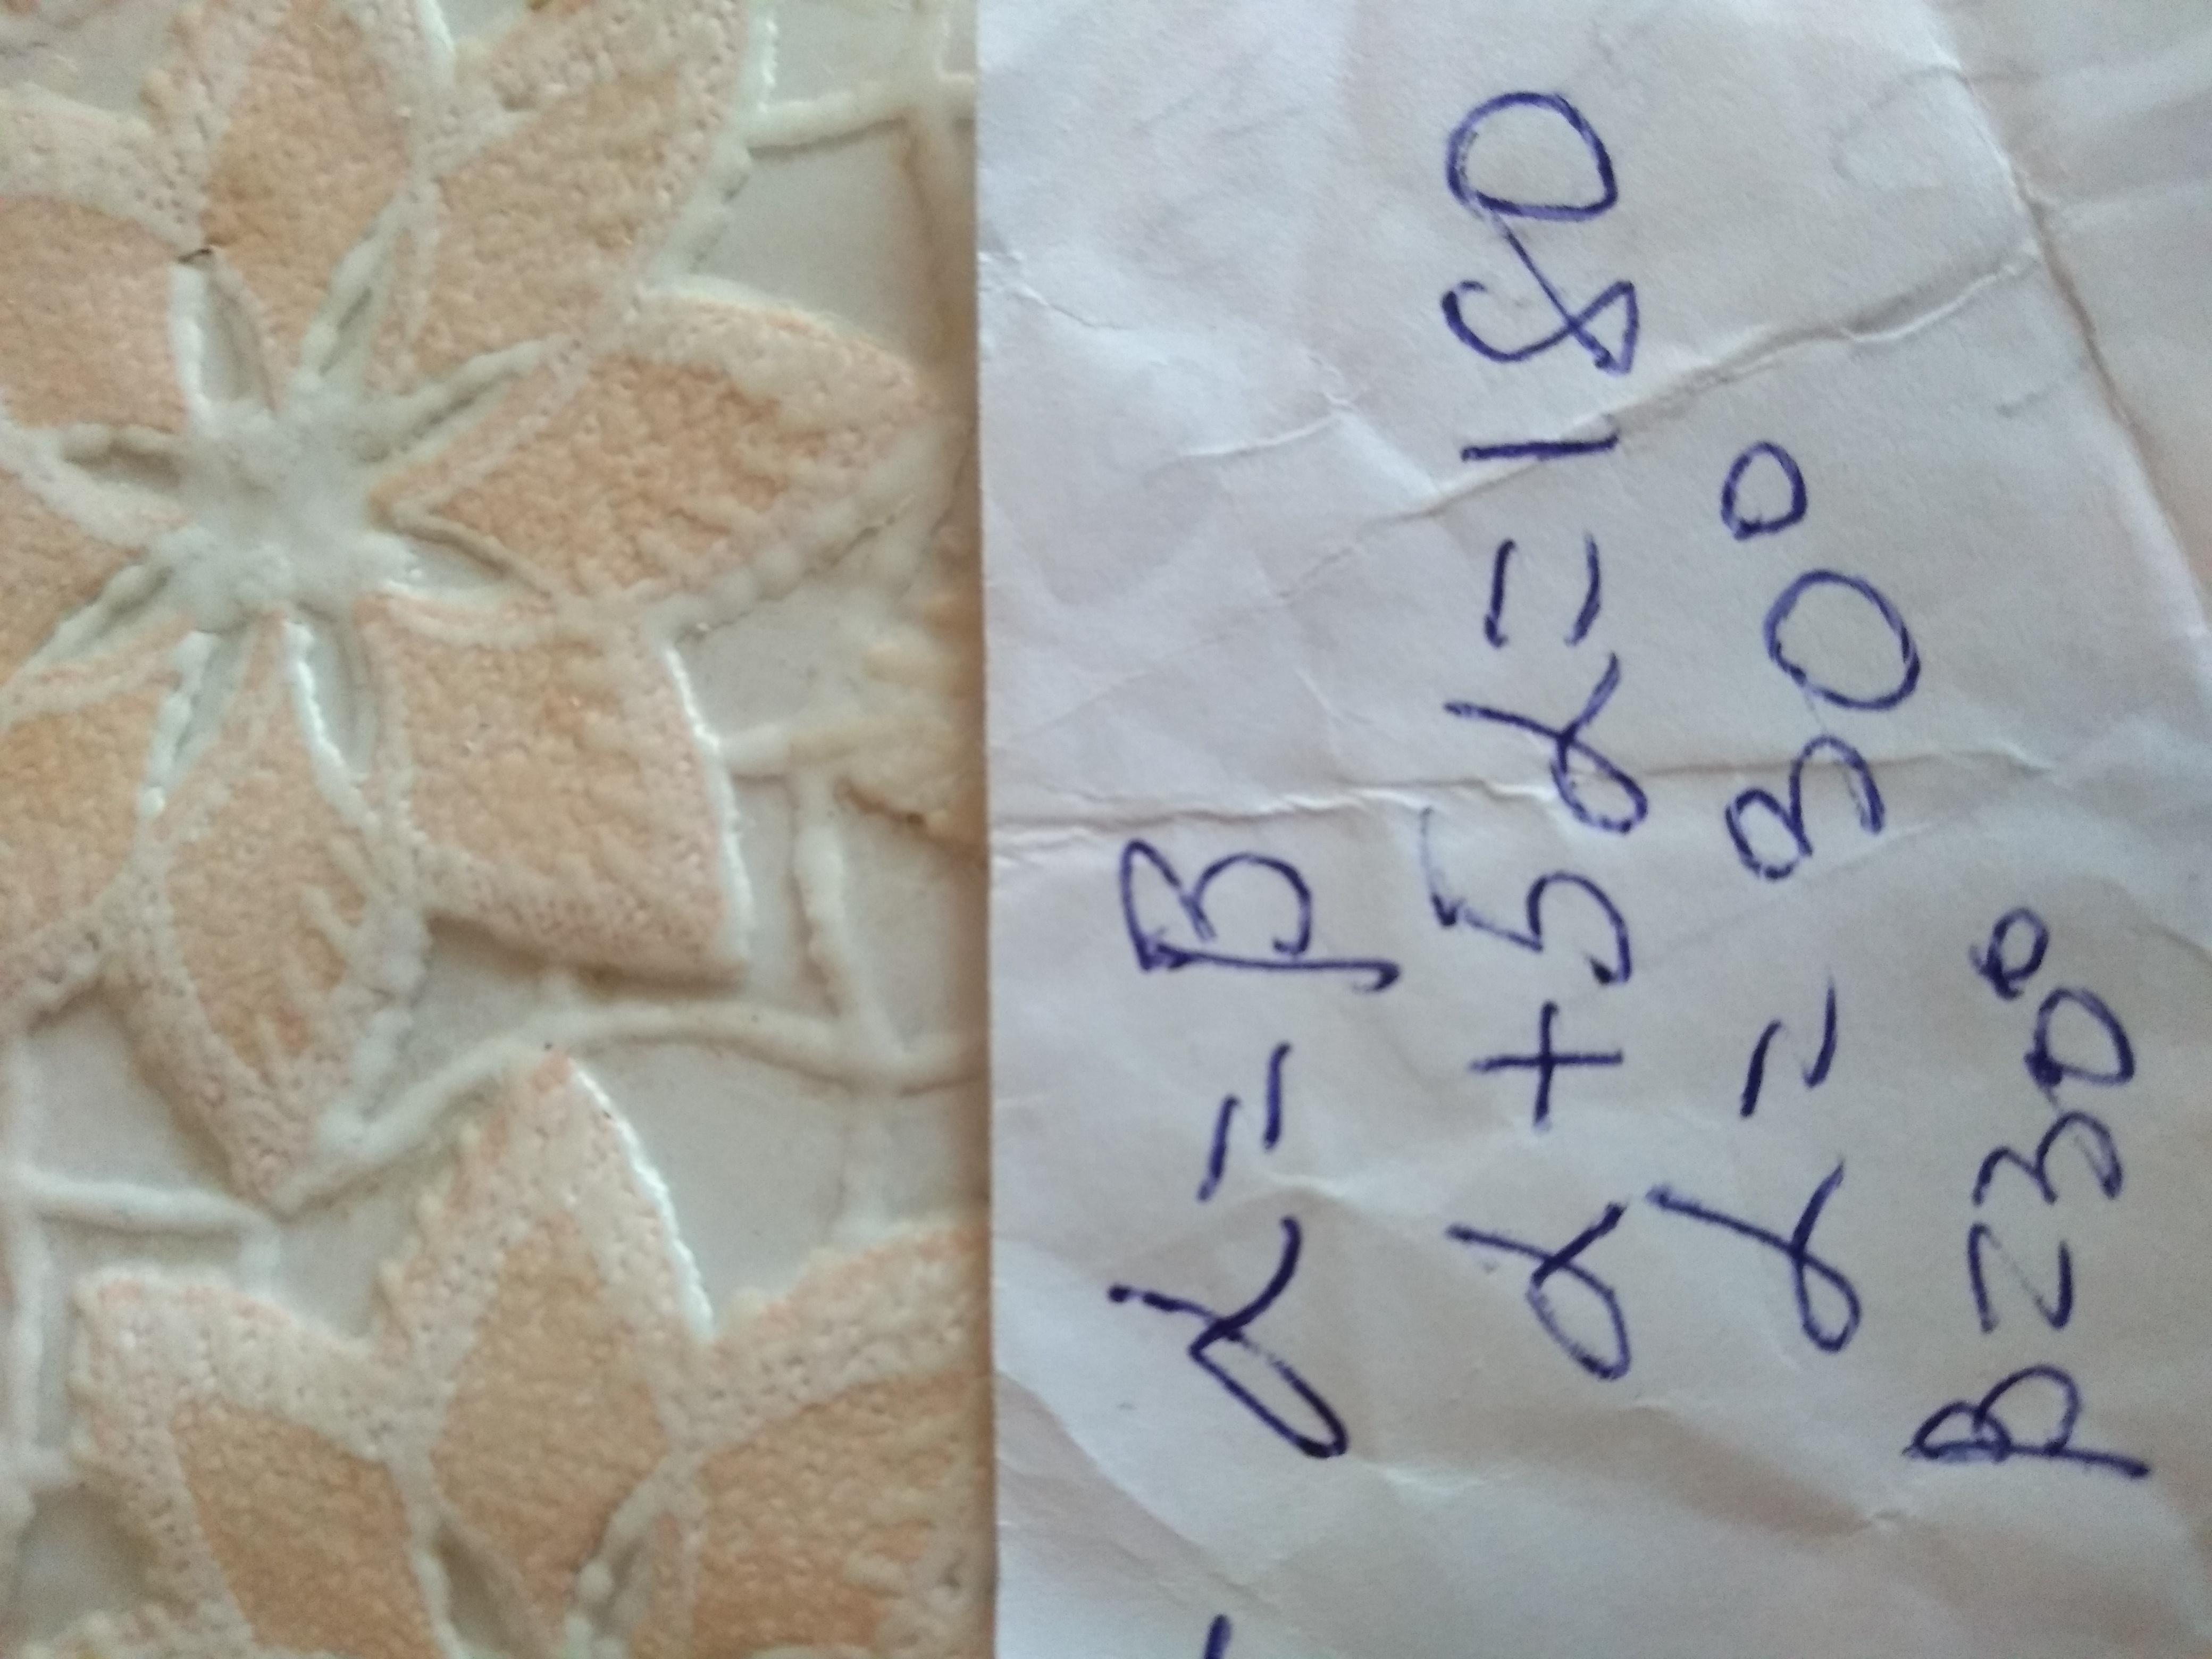 α = β
α + 5α = 180
α = 30°
β = 30°